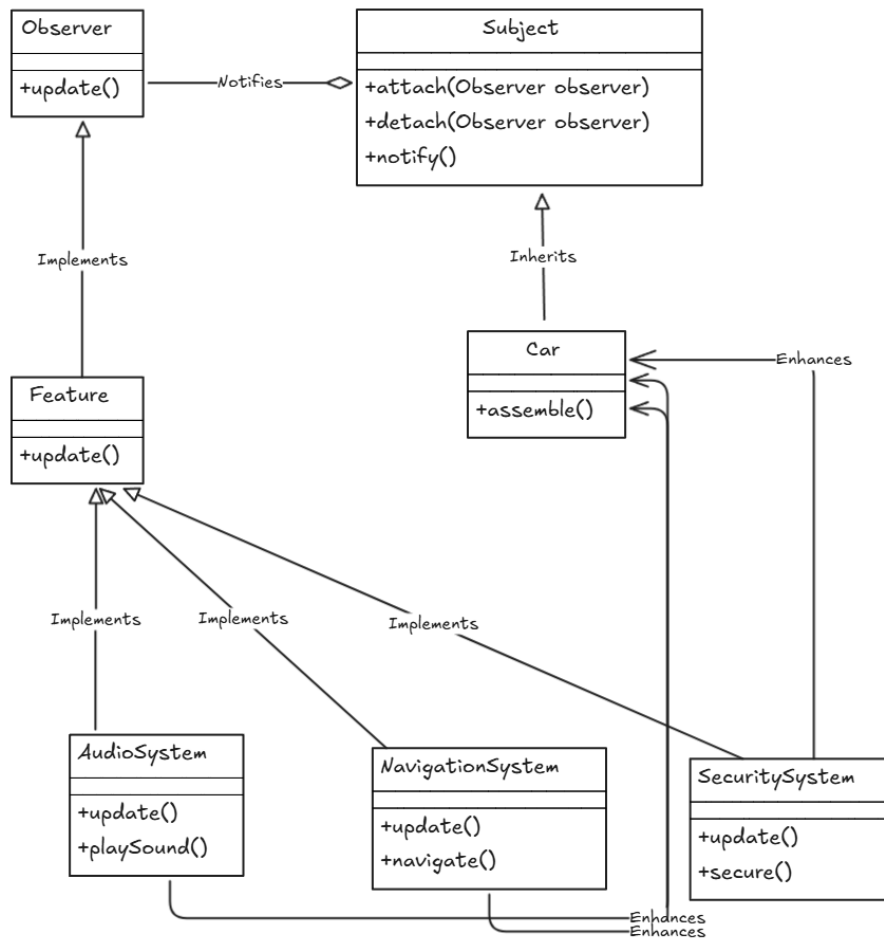 Observer
+update()
Notifies
Subject
+attach(Observer observer)
+detach(Observer observer)
+notify()
Implements
Inherits
Feature
+update()
Car
+assemble()
Enhances
Implements
Implements
Implements
AudioSystem
+update()
+playSound()
NavigationSystem
+update()
+navigate()
SecuritySystem
+update()
+secure()
Enhances
Enhances